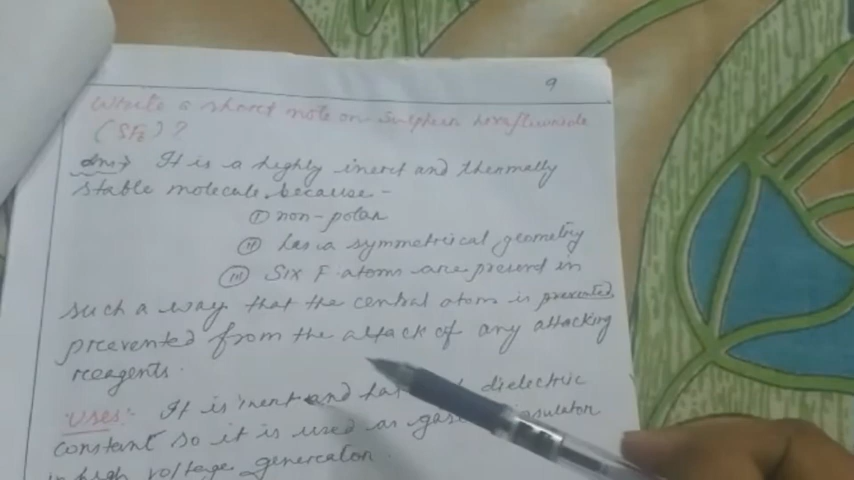 9
Write a short note on Sulphur hexafluoride
(SF6)?
Ans→ It is a highly inert and thermally
stable molecule, because-
(i) non-polar
(ii) has a symmetrical geometry
(iii) Six F. atoms are present in
such a way that the central atom is prevented
prevented from the attack of any attacking
reagents.
Uses:- It is inert and has dielectric
constant so it is used as insulator
in high voltage generator.